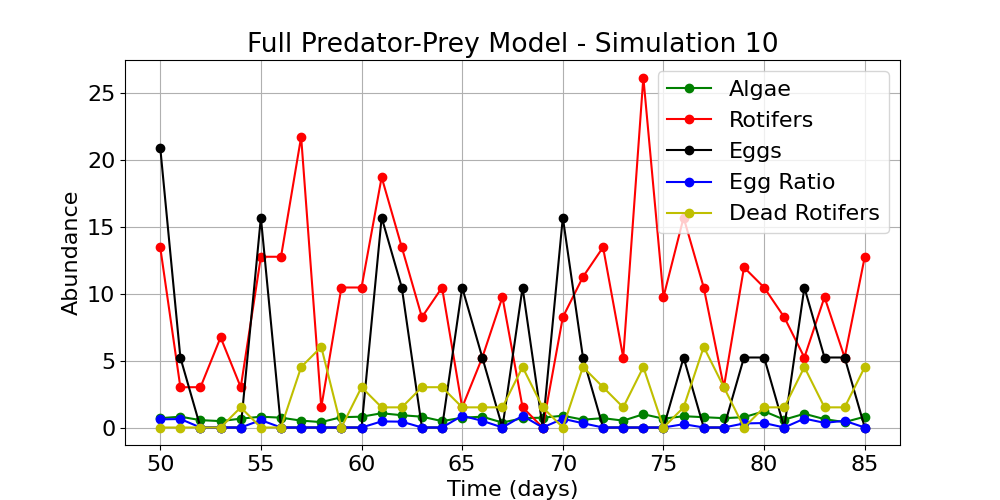 Full Predator-Prey Model - Simulation 10
Abundance
25
20
15
10
5
0
Algae
Rotifers
Eggs
Egg Ratio
Dead Rotifers
50 55 60 65 70 75 80 85
Time (days)